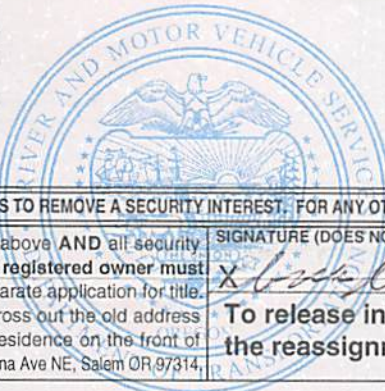 DRIVER AND MOTOR VEHICLE SERVICES
S TO REMOVE A SECURITY INTEREST. FOR ANY OT
above AND all security
registered owner must
arate application for title.
ross out the old address
esidence on the front of
na Ave NE, Salem OR 97314,
SIGNATURE (DOES NO
X
To release in
the reassignm
OREGON